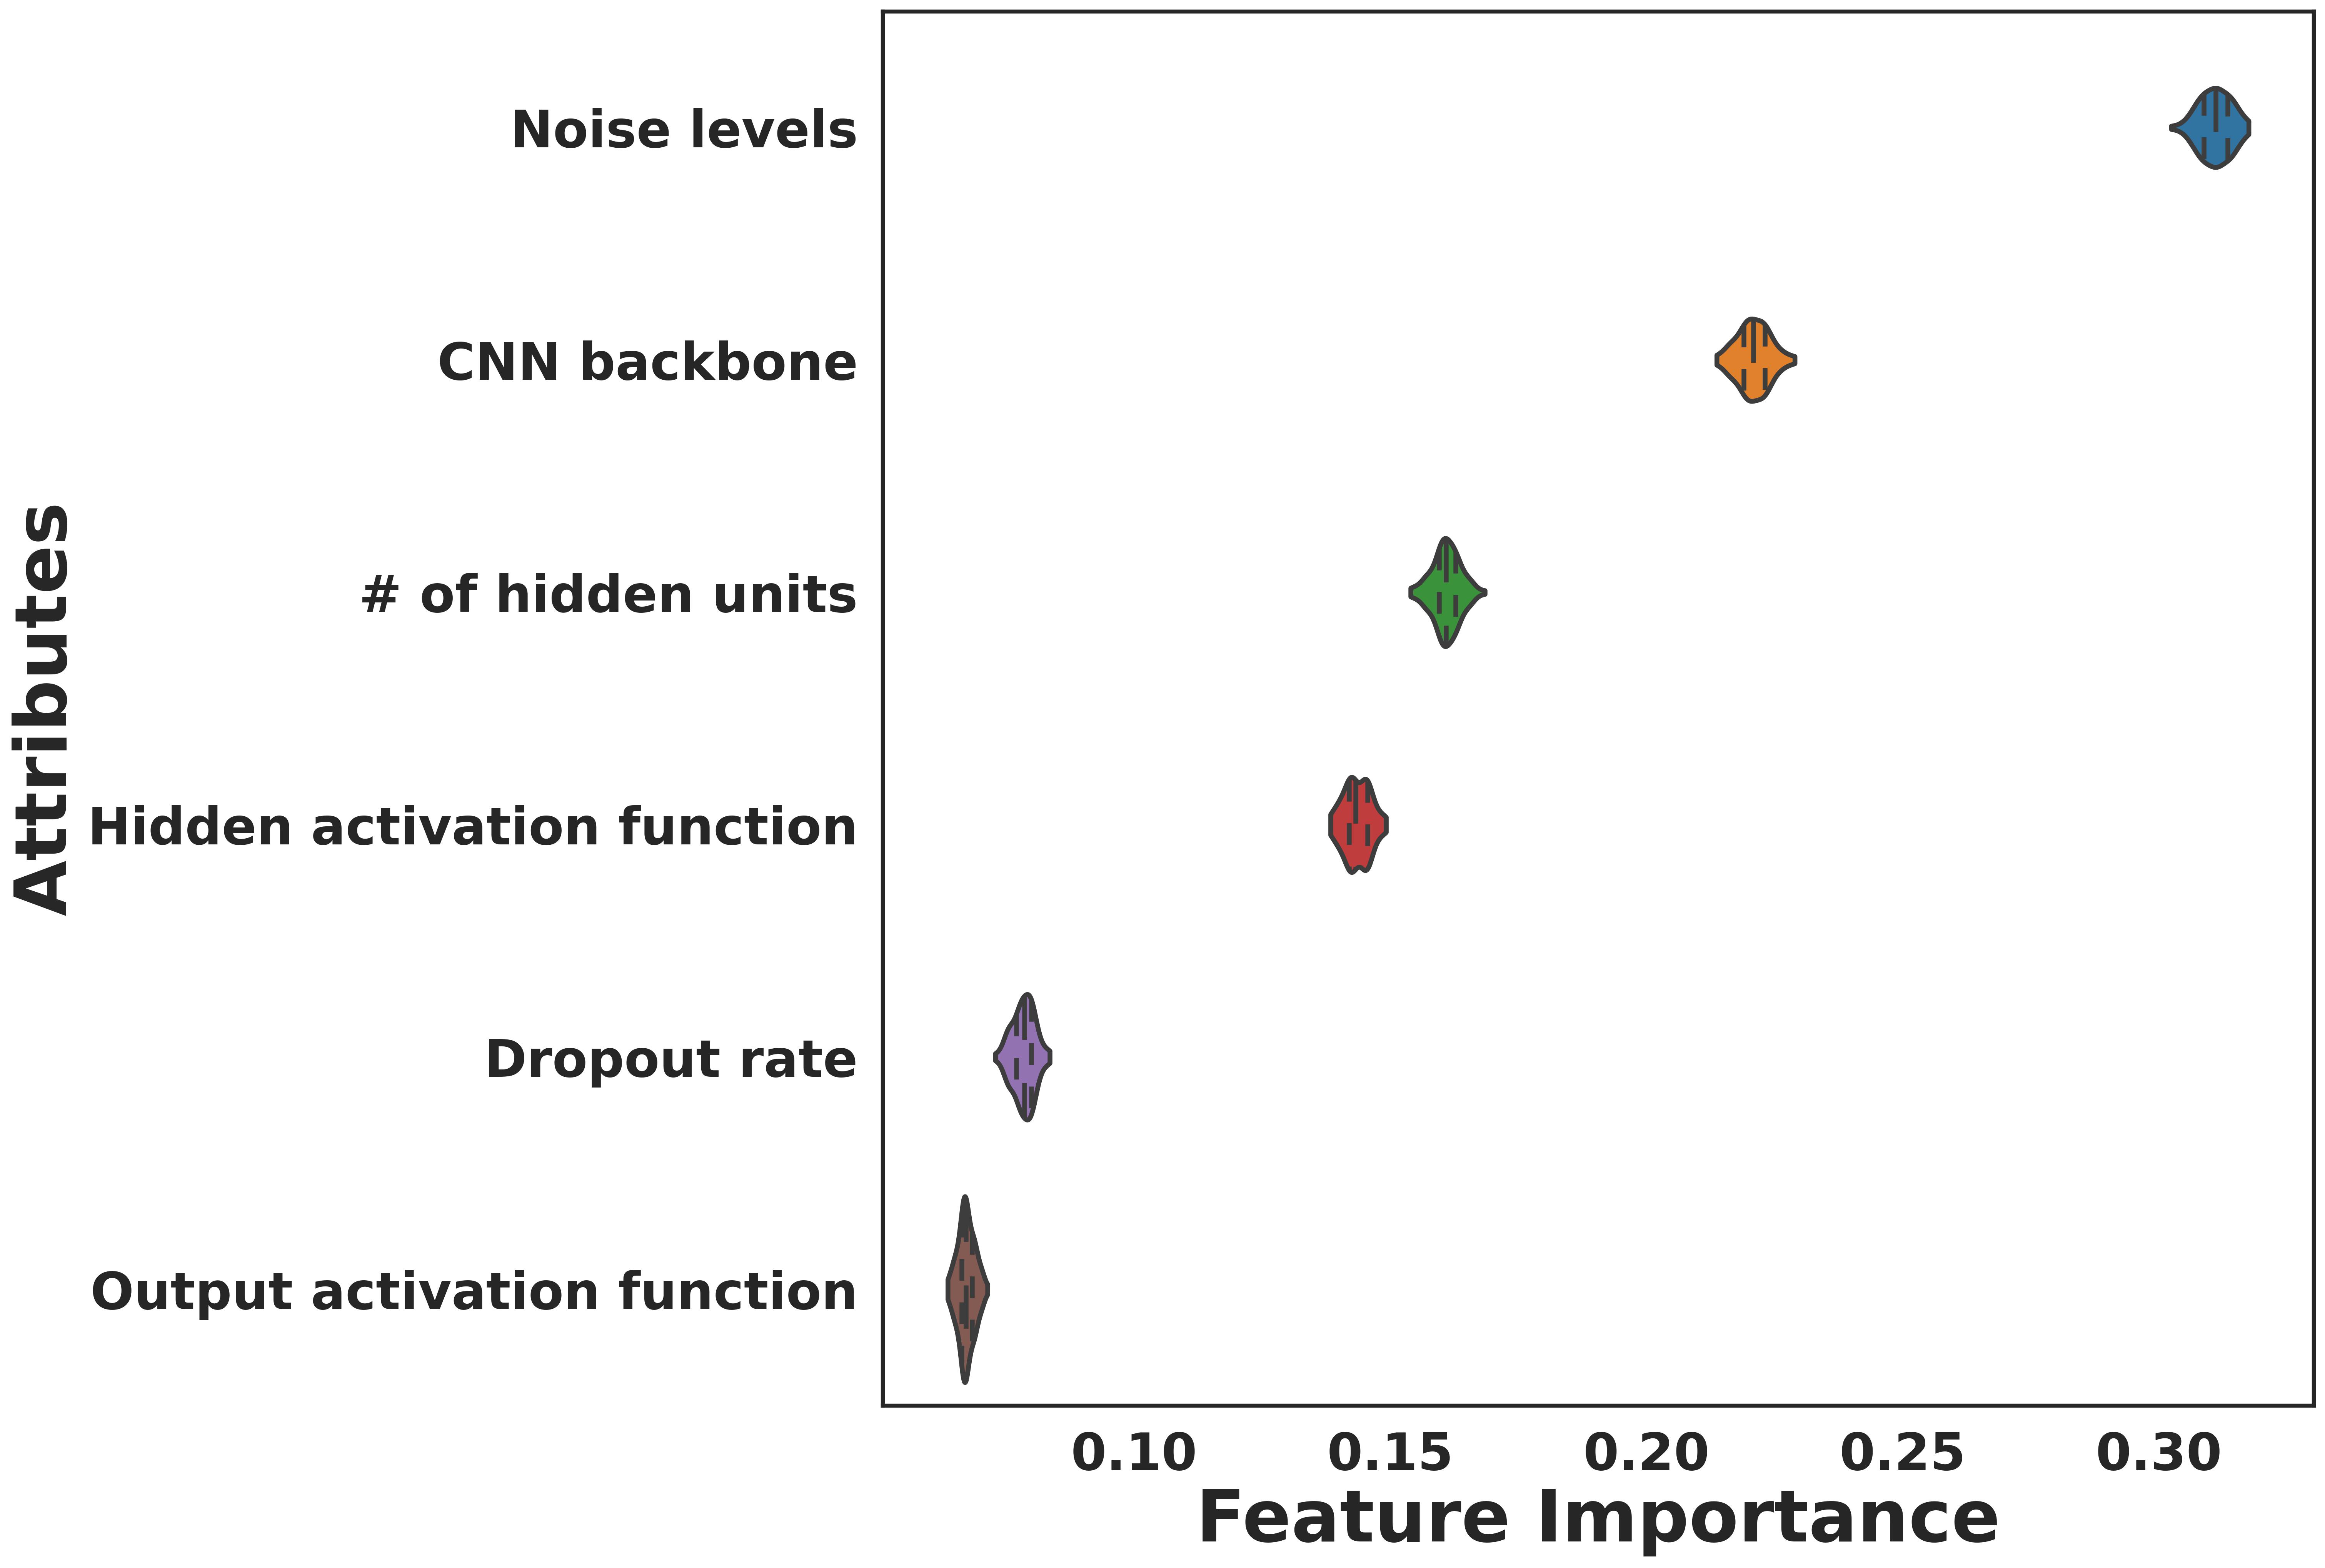 Attributes
Noise levels
CNN backbone
# of hidden units
Hidden activation function
Dropout rate
Output activation function
0.10 0.15 0.20 0.25 0.30
Feature Importance